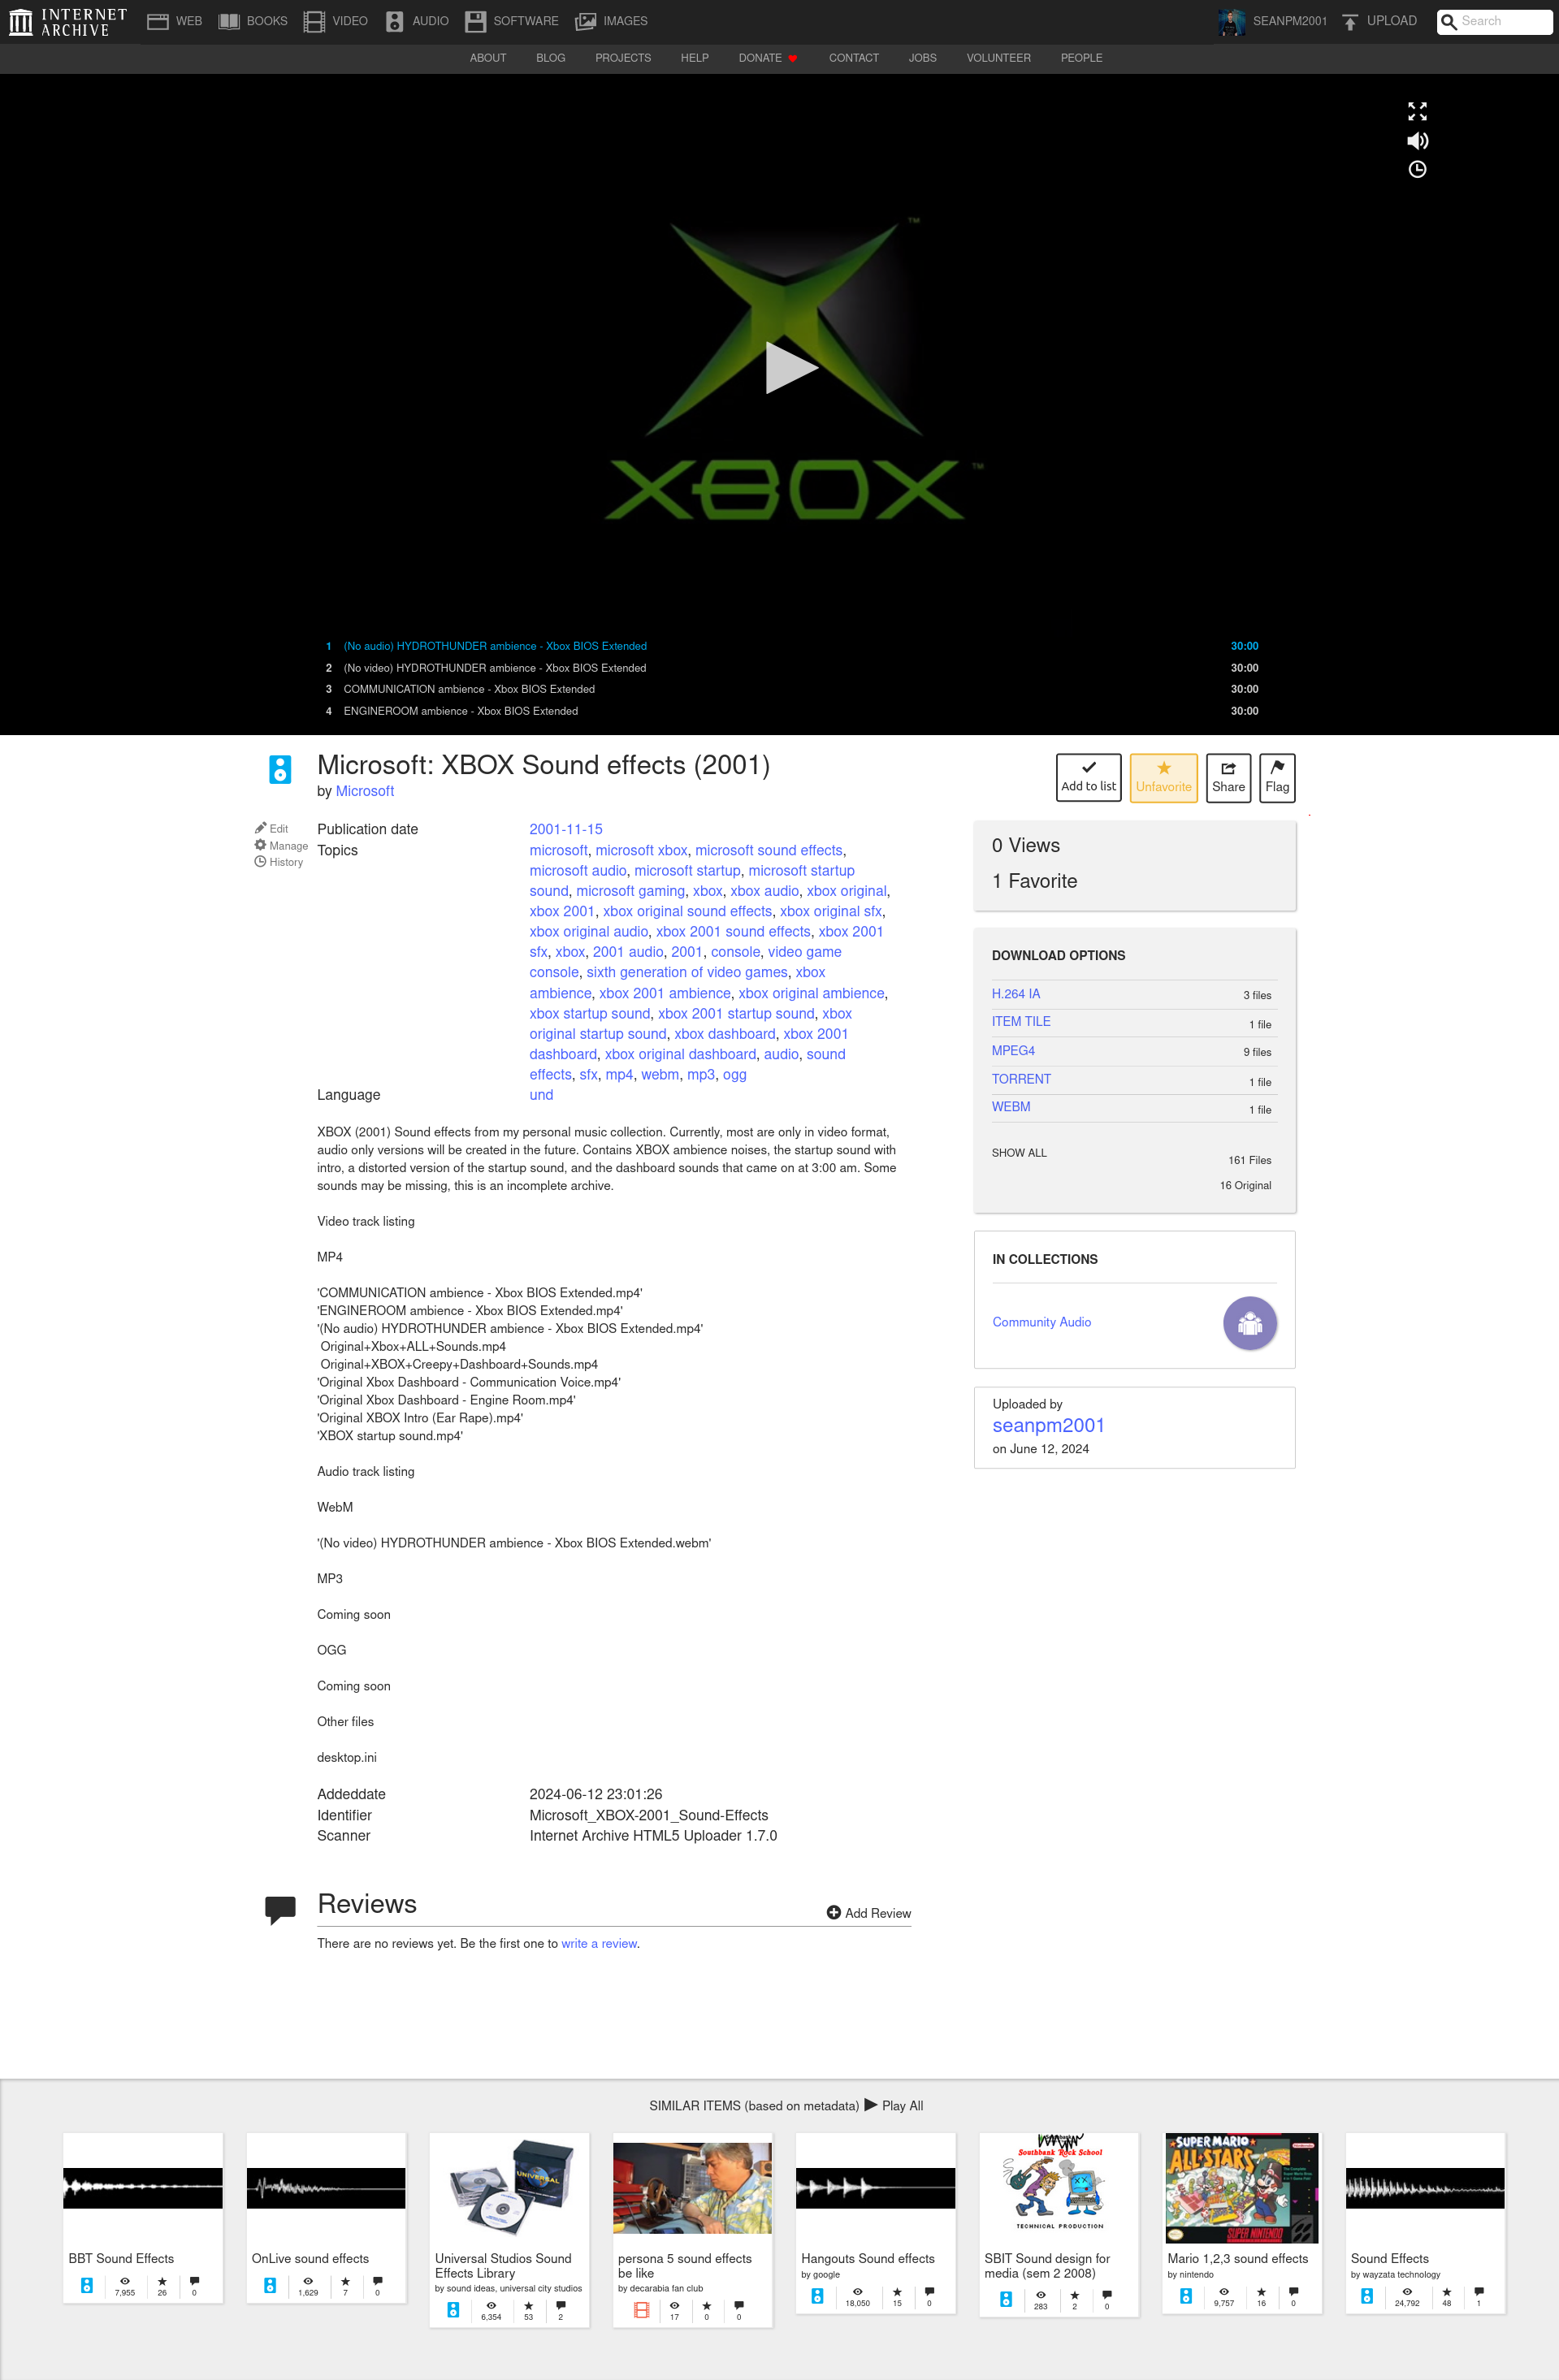 INTERNET ARCHIVE
WEB BOOKS VIDEO AUDIO SOFTWARE IMAGES SEANPM2001 UPLOAD Search
ABOUT BLOG PROJECTS HELP DONATE CONTACT JOBS VOLUNTEER PEOPLE
TM
XBOX TM
1 (No audio) HYDROTHUNDER ambience - Xbox BIOS Extended 30:00
2 (No video) HYDROTHUNDER ambience - Xbox BIOS Extended 30:00
3 COMMUNICATION ambience - Xbox BIOS Extended 30:00
4 ENGINEROOM ambience - Xbox BIOS Extended 30:00
Microsoft: XBOX Sound effects (2001)
by Microsoft
Add to list Unfavorite Share Flag
Edit
Manage
History
Publication date 2001-11-15
Topics microsoft, microsoft xbox, microsoft sound effects,
microsoft audio, microsoft startup, microsoft startup
sound, microsoft gaming, xbox, xbox audio, xbox original,
xbox 2001, xbox original sound effects, xbox original sfx,
xbox original audio, xbox 2001 sound effects, xbox 2001
sfx, xbox, 2001 audio, 2001, console, video game
console, sixth generation of video games, xbox
ambience, xbox 2001 ambience, xbox original ambience,
xbox startup sound, xbox 2001 startup sound, xbox
original startup sound, xbox dashboard, xbox 2001
dashboard, xbox original dashboard, audio, sound
effects, sfx, mp4, webm, mp3, ogg
Language und
XBOX (2001) Sound effects from my personal music collection. Currently, most are only in video format,
audio only versions will be created in the future. Contains XBOX ambience noises, the startup sound with
intro, a distorted version of the startup sound, and the dashboard sounds that came on at 3:00 am. Some
sounds may be missing, this is an incomplete archive.
Video track listing
MP4
'COMMUNICATION ambience - Xbox BIOS Extended.mp4'
'ENGINEROOM ambience - Xbox BIOS Extended.mp4'
'(No audio) HYDROTHUNDER ambience - Xbox BIOS Extended.mp4'
Original+Xbox+ALL+Sounds.mp4
Original+XBOX+Creepy+Dashboard+Sounds.mp4
'Original Xbox Dashboard - Communication Voice.mp4'
'Original Xbox Dashboard - Engine Room.mp4'
'Original XBOX Intro (Ear Rape).mp4'
'XBOX startup sound.mp4'
Audio track listing
WebM
'(No video) HYDROTHUNDER ambience - Xbox BIOS Extended.webm'
MP3
Coming soon
OGG
Coming soon
Other files
desktop.ini
Addeddate 2024-06-12 23:01:26
Identifier Microsoft_XBOX-2001_Sound-Effects
Scanner Internet Archive HTML5 Uploader 1.7.0
0 Views
1 Favorite
DOWNLOAD OPTIONS
H.264 IA 3 files
ITEM TILE 1 file
MPEG4 9 files
TORRENT 1 file
WEBM 1 file
SHOW ALL 161 Files
16 Original
IN COLLECTIONS
Community Audio
Uploaded by
seanpm2001
on June 12, 2024
Reviews
Add Review
There are no reviews yet. Be the first one to write a review.
SIMILAR ITEMS (based on metadata) Play All
BBT Sound Effects
7,955 26 0
OnLive sound effects
1,629 7 0
UNIVERSAL
Universal Studios Sound
Effects Library
by sound ideas, universal city studios
6,354 53 2
persona 5 sound effects
be like
by decarabia fan club
17 0 0
Hangouts Sound effects
by google
18,050 15 0
Southbank Rock School
TECHNICAL PRODUCTION
SBIT Sound design for
media (sem 2 2008)
283 2 0
SUPER MARIO
ALL-STARS
SUPER NINTENDO
Mario 1,2,3 sound effects
by nintendo
9,757 16 0
Sound Effects
by wayzata technology
24,792 48 1